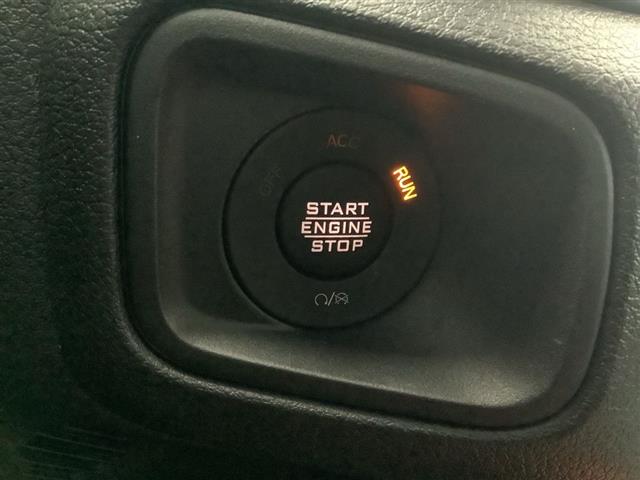 ACC
OFF
RUN
START
ENGINE
STOP